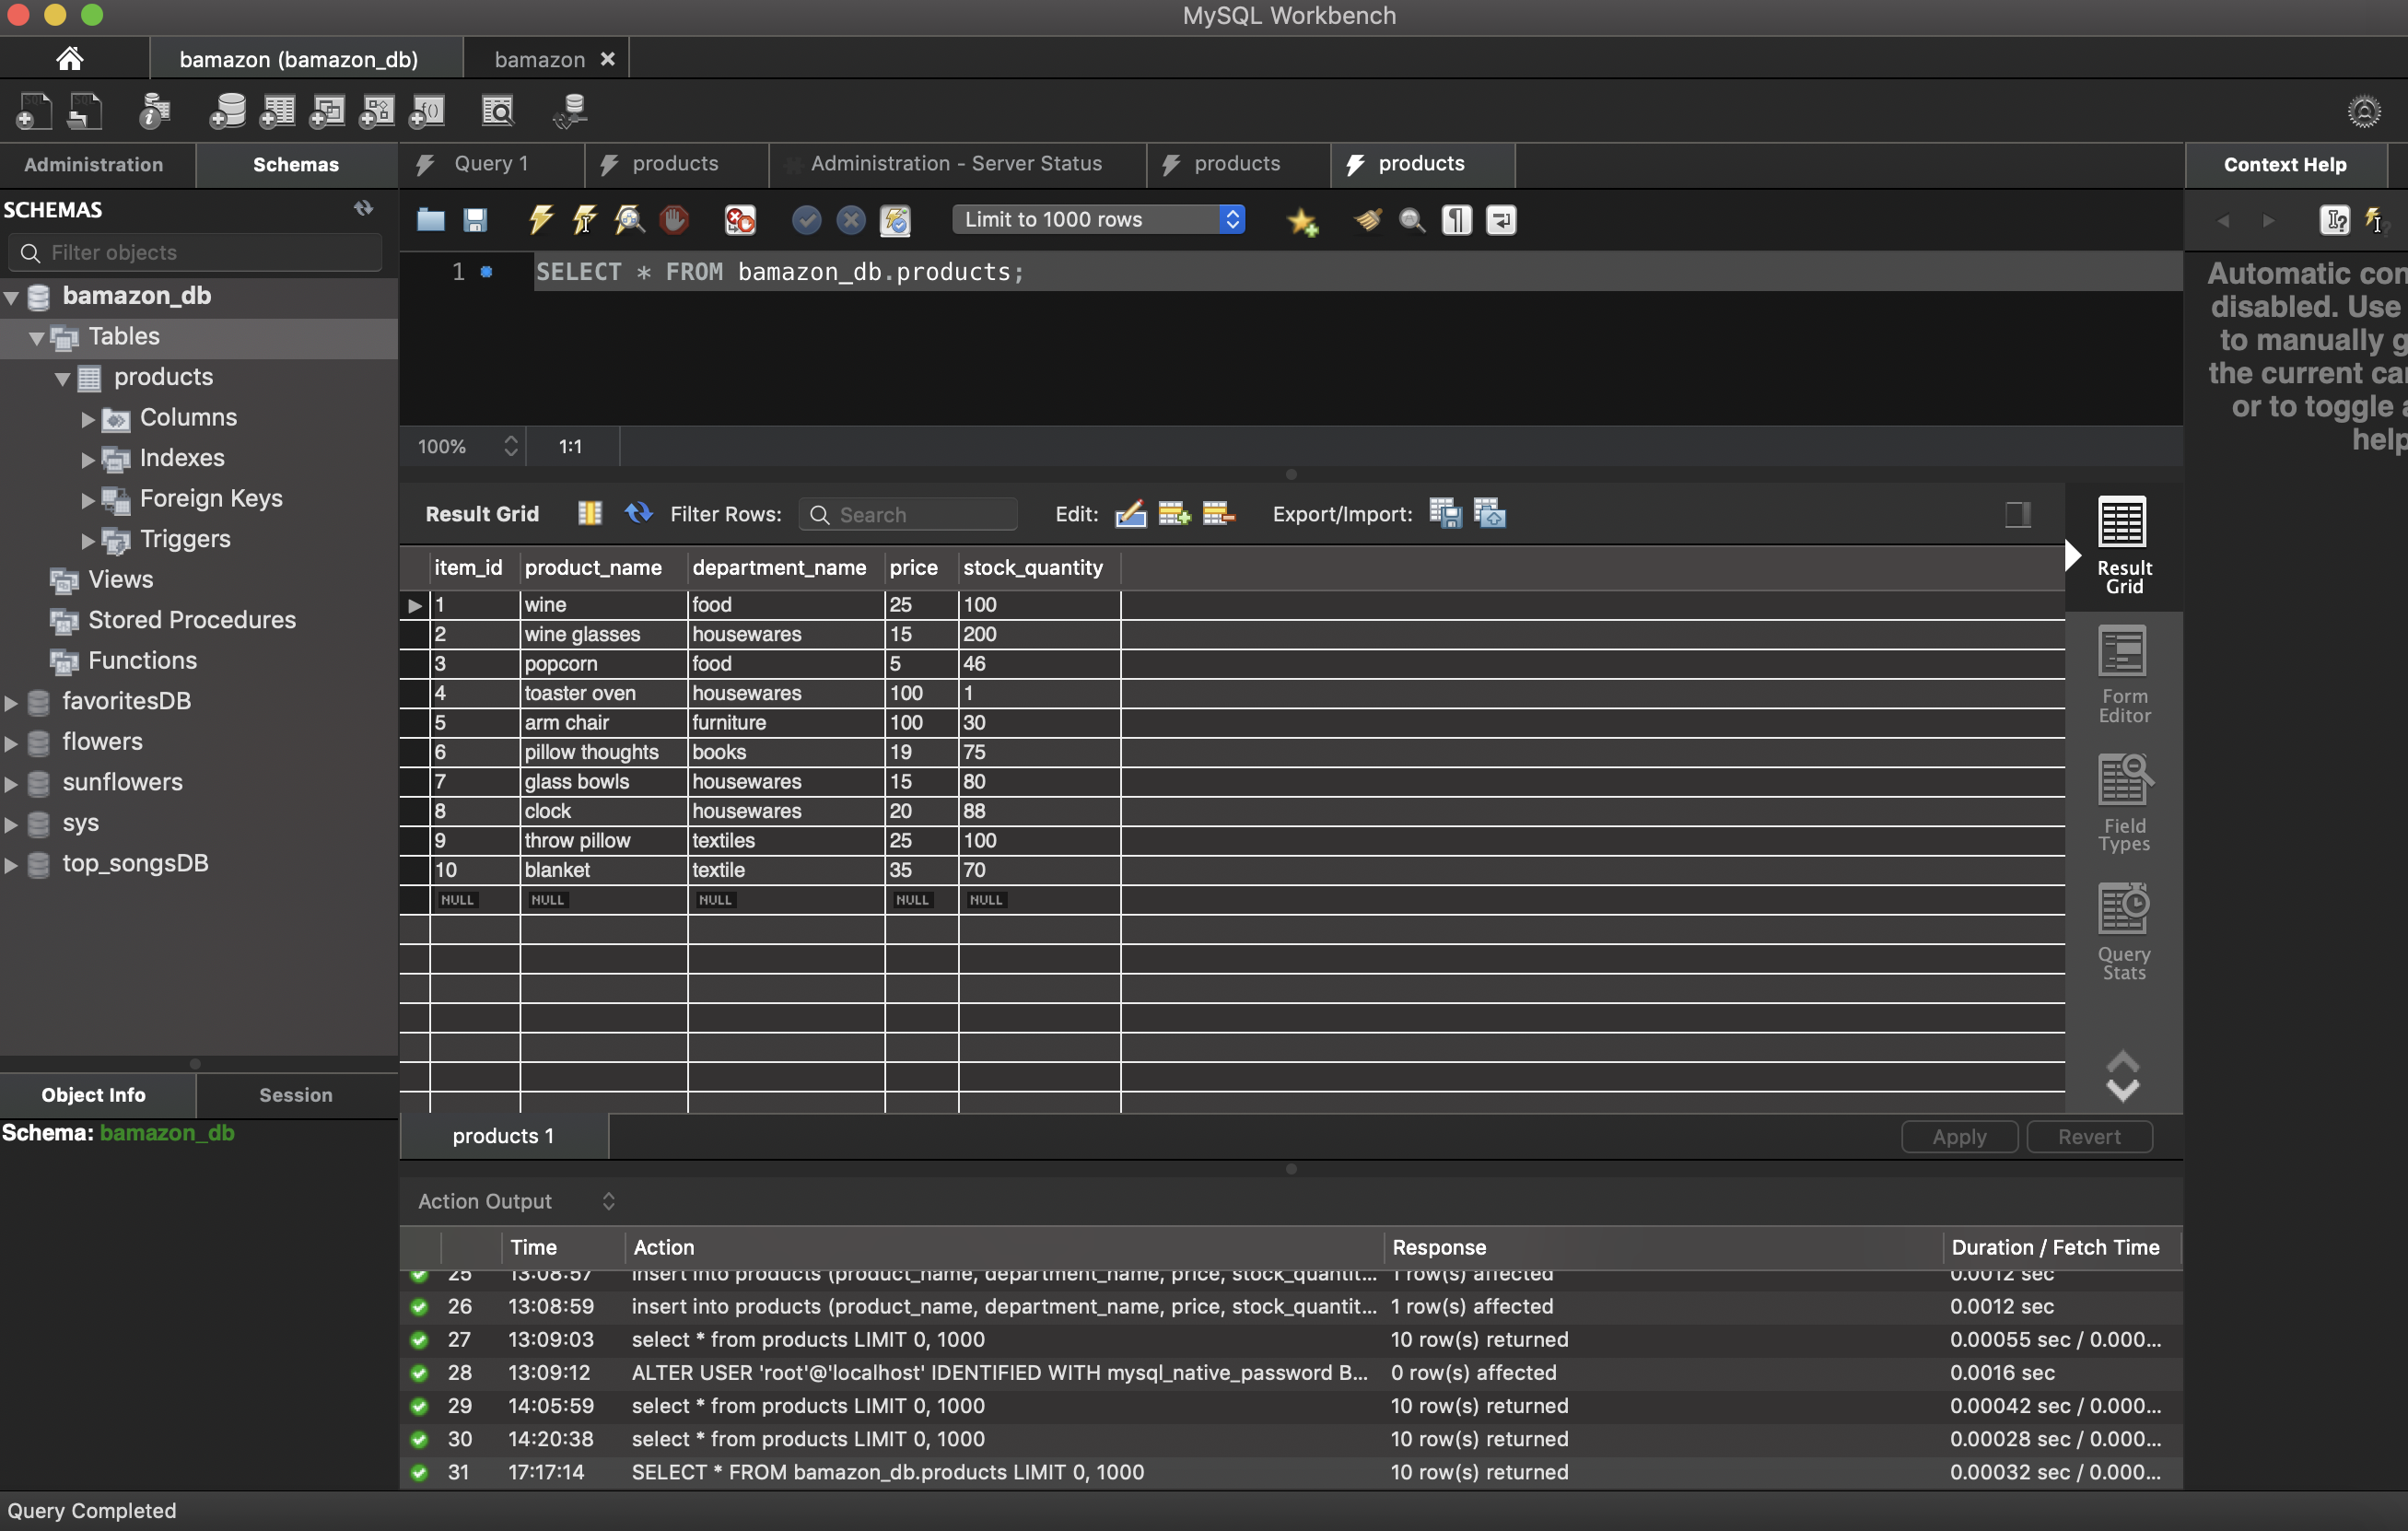 MySQL Workbench
bamazon (bamazon_db)
bamazon
Administration
Schemas
Query 1
products
Administration - Server Status
products
products
Context Help
SCHEMAS
Filter objects
bamazon_db
Tables
products
Columns
Indexes
Foreign Keys
Triggers
Views
Stored Procedures
Functions
favoritesDB
flowers
sunflowers
sys
top_songsDB
Object Info
Session
Schema: bamazon_db
Limit to 1000 rows
1 SELECT * FROM bamazon_db.products;
100% 1:1
Result Grid Filter Rows: Search Edit: Export/Import:
item_id product_name department_name price stock_quantity
1 wine food 25 100
2 wine glasses housewares 15 200
3 popcorn food 5 46
4 toaster oven housewares 100 1
5 arm chair furniture 100 30
6 pillow thoughts books 19 75
7 glass bowls housewares 15 80
8 clock housewares 20 88
9 throw pillow textiles 25 100
10 blanket textile 35 70
NULL NULL NULL NULL NULL
Result
Grid
Form
Editor
Field
Types
Query
Stats
products 1
Apply
Revert
Action Output
Time Action Response Duration / Fetch Time
25 13:08:57 insert into products (product_name, department_name, price, stock_quantit... 1 row(s) affected 0.0012 sec
26 13:08:59 insert into products (product_name, department_name, price, stock_quantit... 1 row(s) affected 0.0012 sec
27 13:09:03 select * from products LIMIT 0, 1000 10 row(s) returned 0.00055 sec / 0.000...
28 13:09:12 ALTER USER 'root'@'localhost' IDENTIFIED WITH mysql_native_password B... 0 row(s) affected 0.0016 sec
29 14:05:59 select * from products LIMIT 0, 1000 10 row(s) returned 0.00042 sec / 0.000...
30 14:20:38 select * from products LIMIT 0, 1000 10 row(s) returned 0.00028 sec / 0.000...
31 17:17:14 SELECT * FROM bamazon_db.products LIMIT 0, 1000 10 row(s) returned 0.00032 sec / 0.000...
Automatic con
disabled. Use
to manually g
the current car
or to toggle a
help
Query Completed